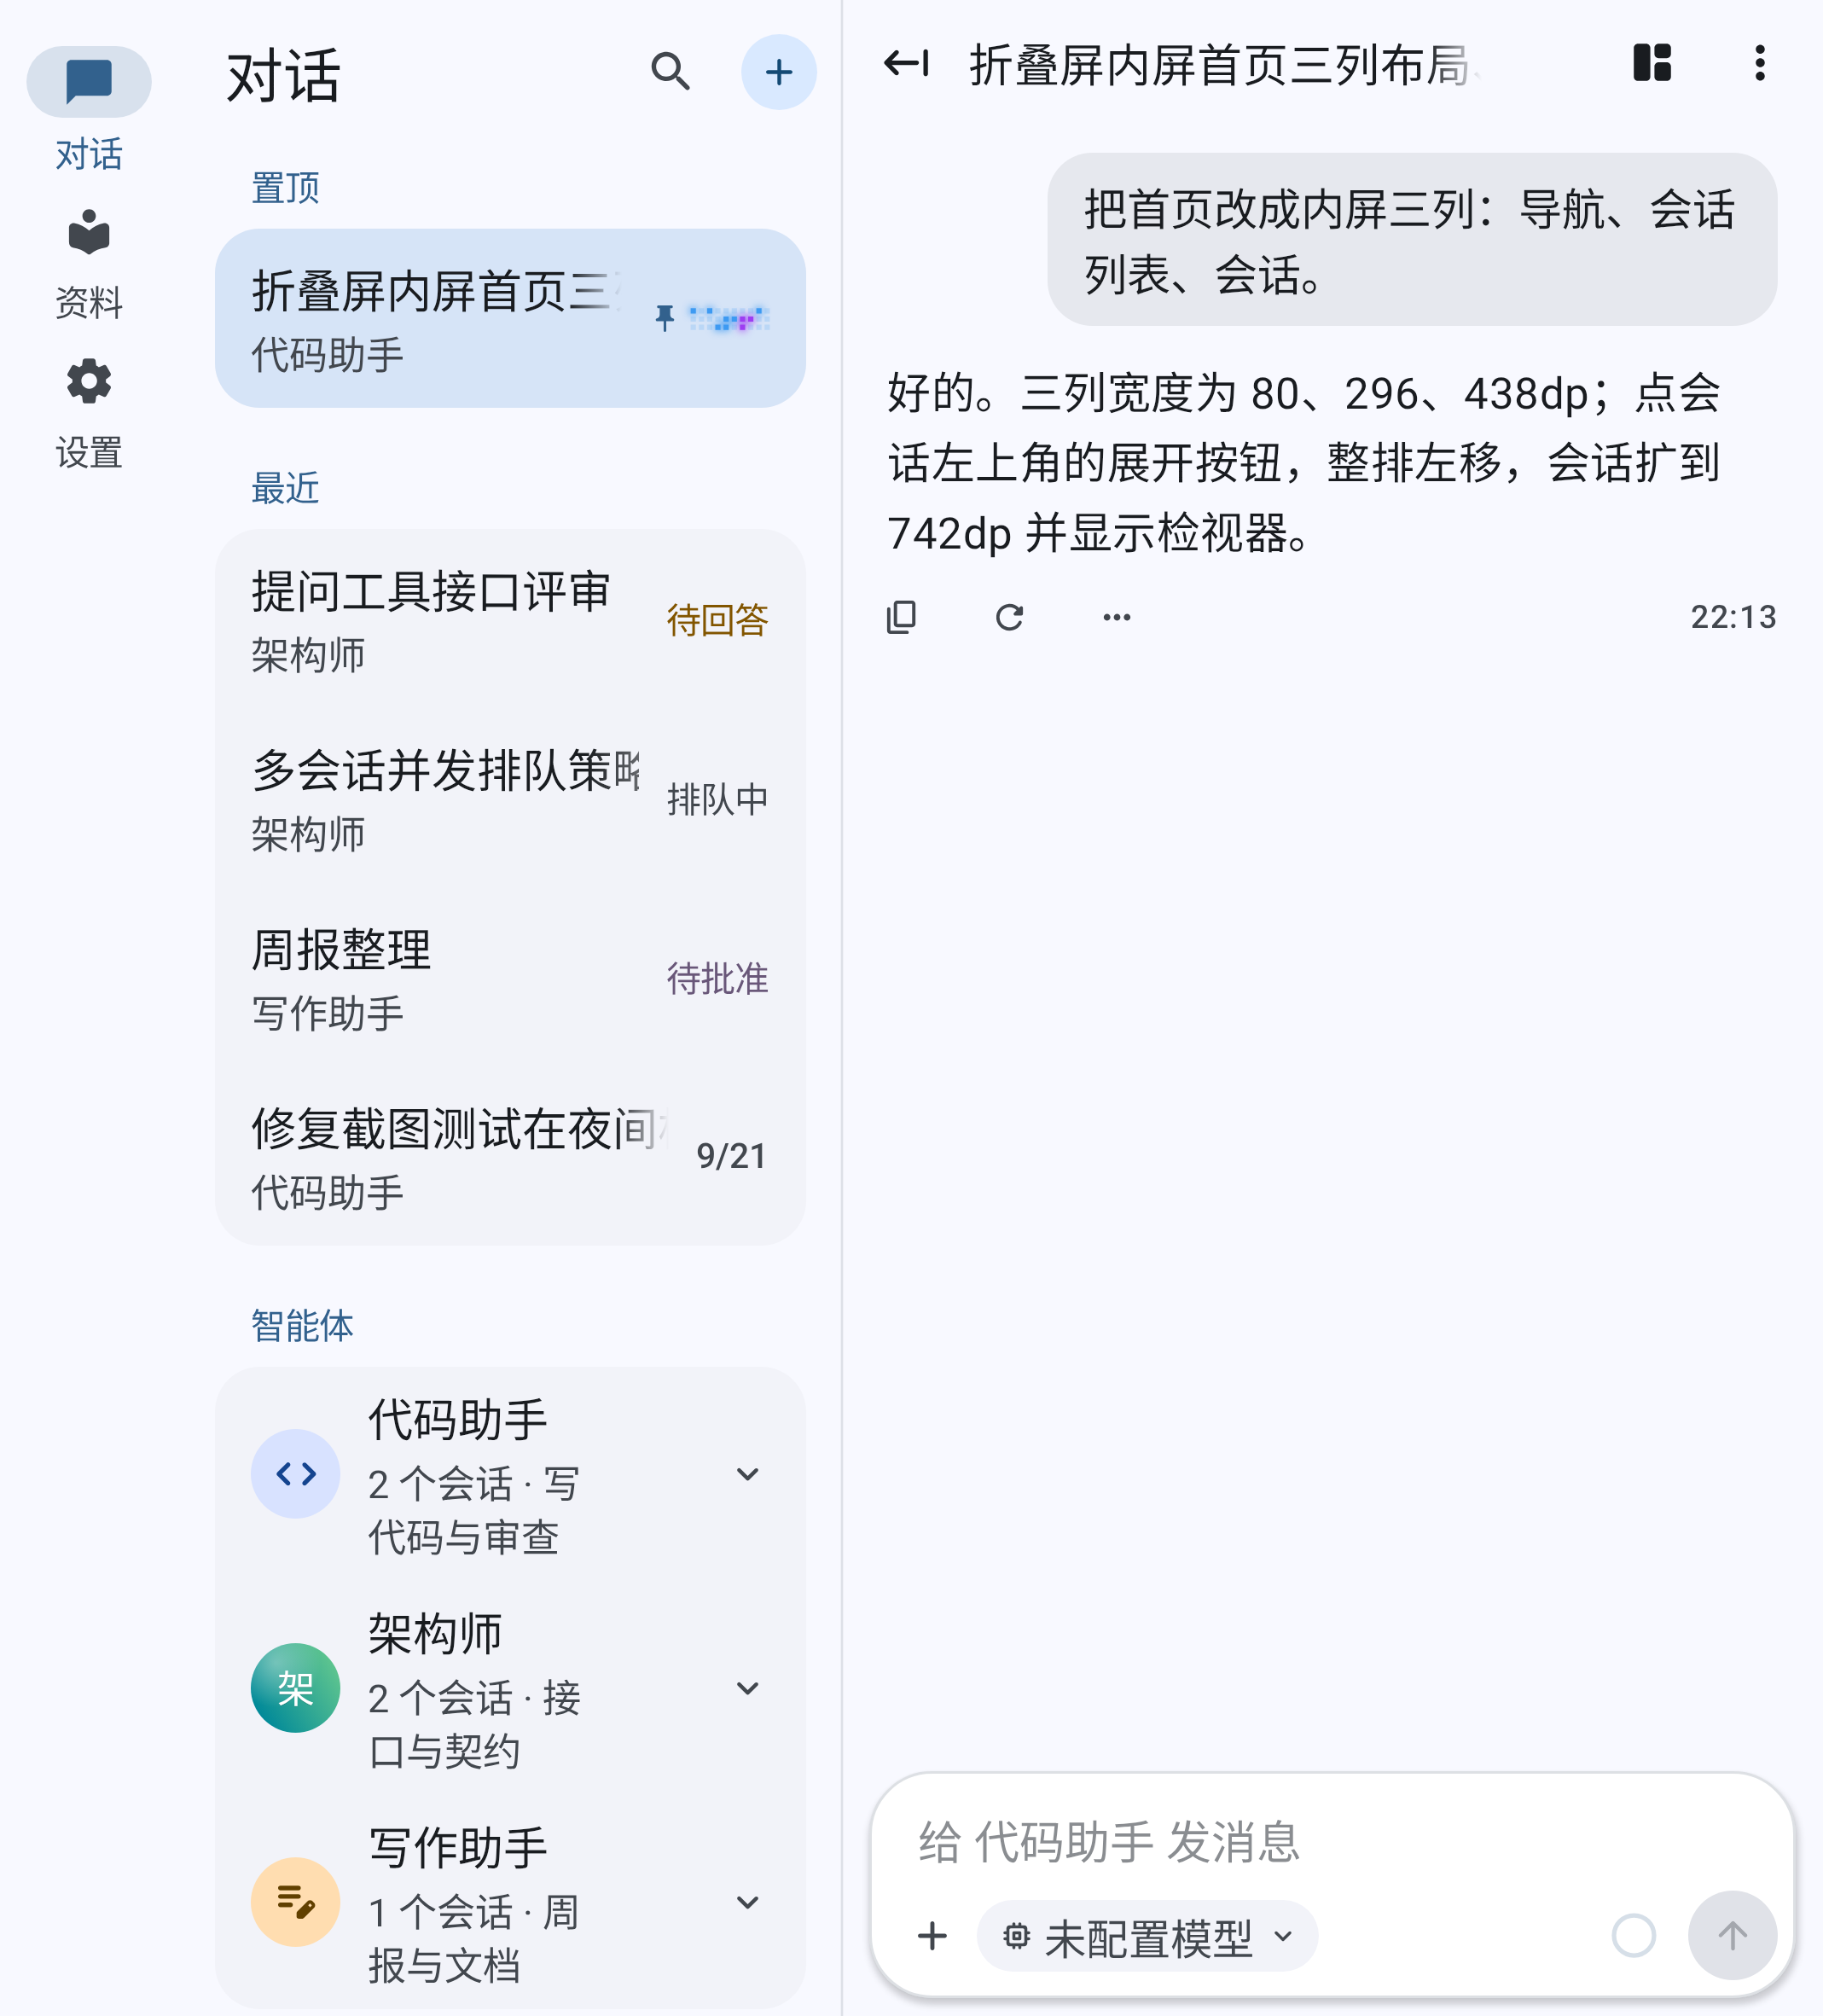 对话
资料
设置
对话
置顶
折叠屏内屏首页三
代码助手
最近
提问工具接口评审
架构师
待回答
多会话并发排队策略
架构师
排队中
周报整理
写作助手
待批准
修复截图测试在夜间
代码助手
9/21
智能体
代码助手
2 个会话 · 写
代码与审查
架
架构师
2 个会话 · 接
口与契约
写作助手
1 个会话 · 周
报与文档
折叠屏内屏首页三列布局、
把首页改成内屏三列：导航、会话
列表、会话。
好的。三列宽度为 80、296、438dp；点会
话左上角的展开按钮，整排左移，会话扩到
742dp 并显示检视器。
22:13
给 代码助手 发消息
未配置模型